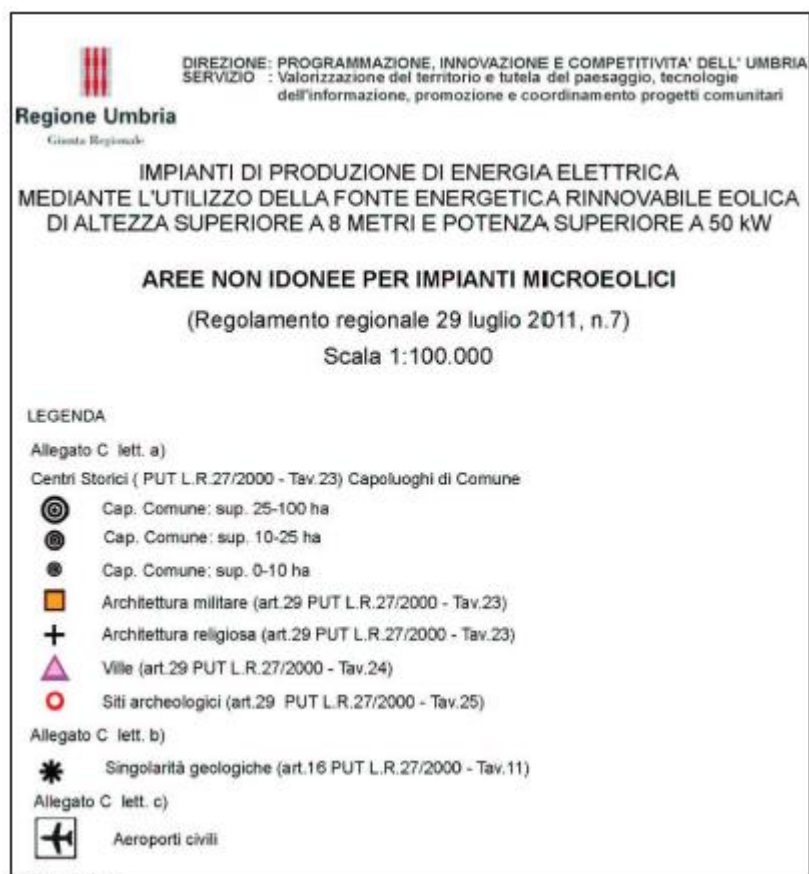 DIREZIONE: PROGRAMMAZIONE, INNOVAZIONE E COMPETITIVITA' DELL' UMBRIA
SERVIZIO : Valorizzazione del territorio e tutela del paesaggio, tecnologie
dell'informazione, promozione e coordinamento progetti comunitari
Regione Umbria
Giunta Regionale
IMPIANTI DI PRODUZIONE DI ENERGIA ELETTRICA
MEDIANTE L'UTILIZZO DELLA FONTE ENERGETICA RINNOVABILE EOLICA
DI ALTEZZA SUPERIORE A 8 METRI E POTENZA SUPERIORE A 50 kW
AREE NON IDONEE PER IMPIANTI MICROEOLICI
(Regolamento regionale 29 luglio 2011, n.7)
Scala 1:100.000
LEGENDA
Allegato C lett. a)
Centri Storici ( PUT L.R.27/2000 - Tav.23) Capoluoghi di Comune
Cap. Comune: sup. 25-100 ha
Cap. Comune: sup. 10-25 ha
Cap. Comune: sup. 0-10 ha
Architettura militare (art.29 PUT L.R.27/2000 - Tav.23)
Architettura religiosa (art.29 PUT L.R.27/2000 - Tav.23)
Ville (art.29 PUT L.R.27/2000 - Tav.24)
Siti archeologici (art.29 PUT L.R.27/2000 - Tav.25)
Allegato C lett. b)
Singolarità geologiche (art.16 PUT L.R.27/2000 - Tav.11)
Allegato C lett. c)
Aeroporti civili